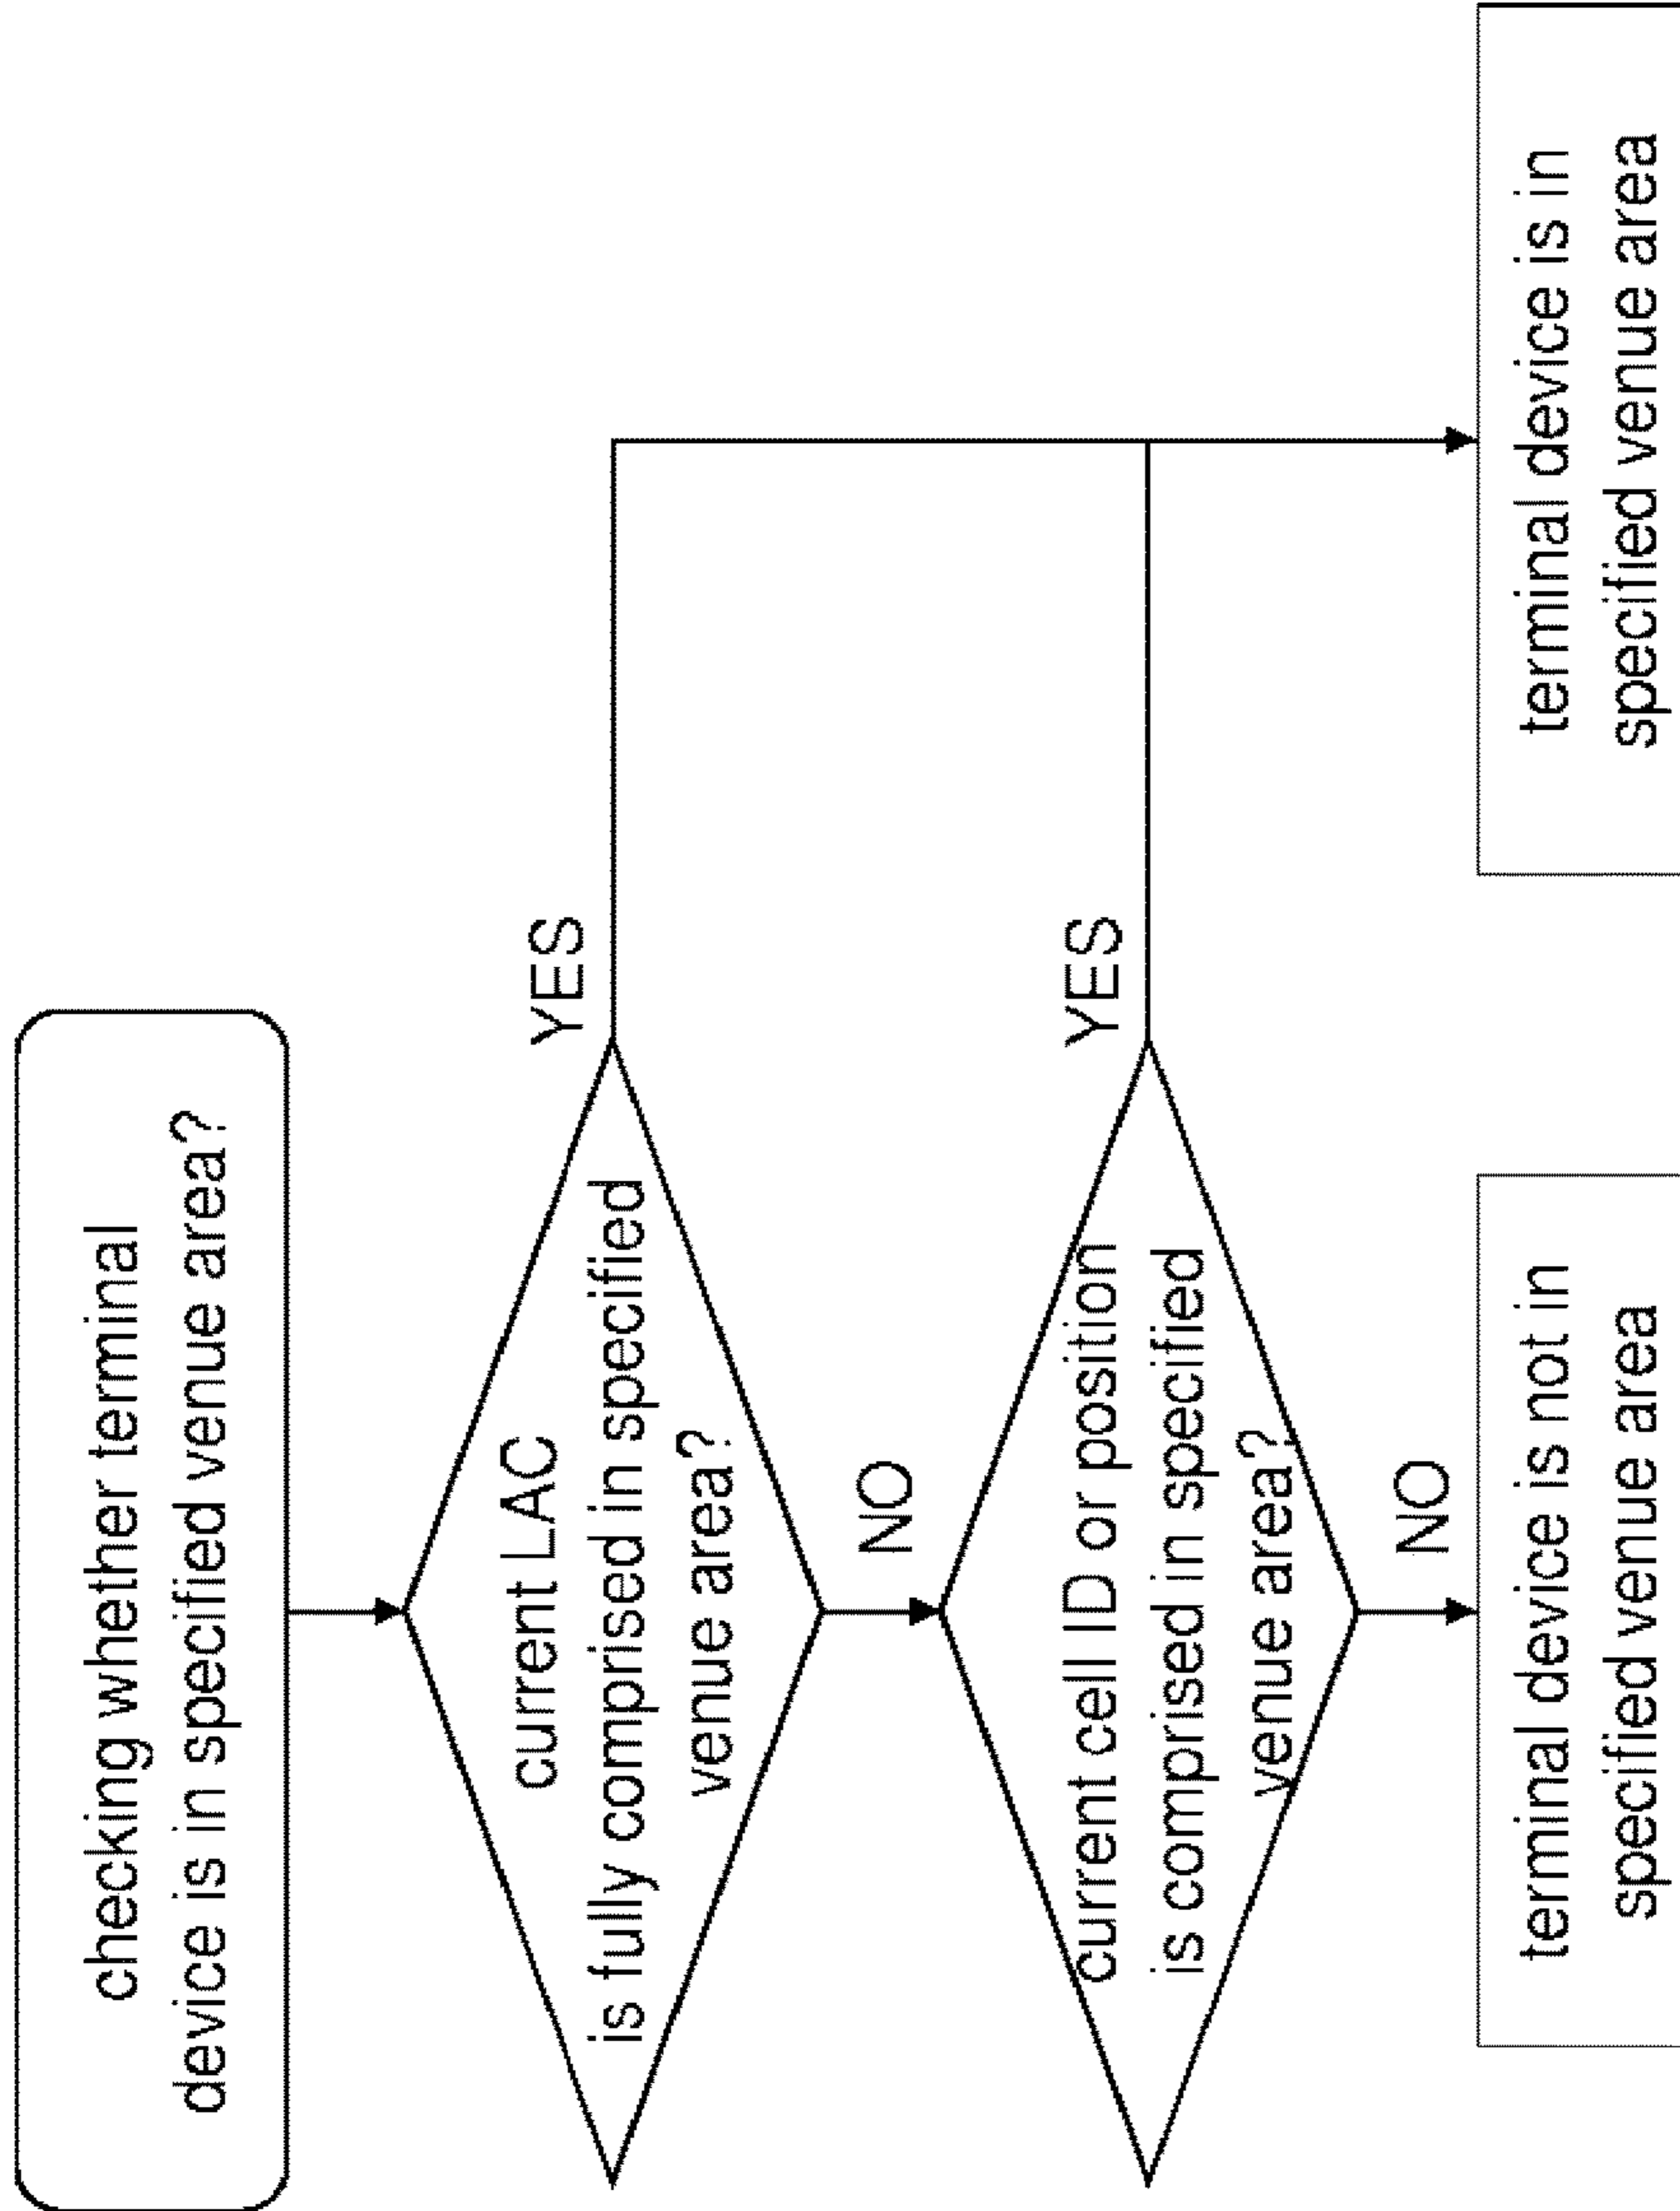 checking whether terminal
device is in specified venue area?
current LAC
is fully comprised in specified
venue area?
YES
NO
current cell ID or position
is comprised in specified
venue area?
YES
NO
terminal device is not in
specified venue area
terminal device is in
specified venue area